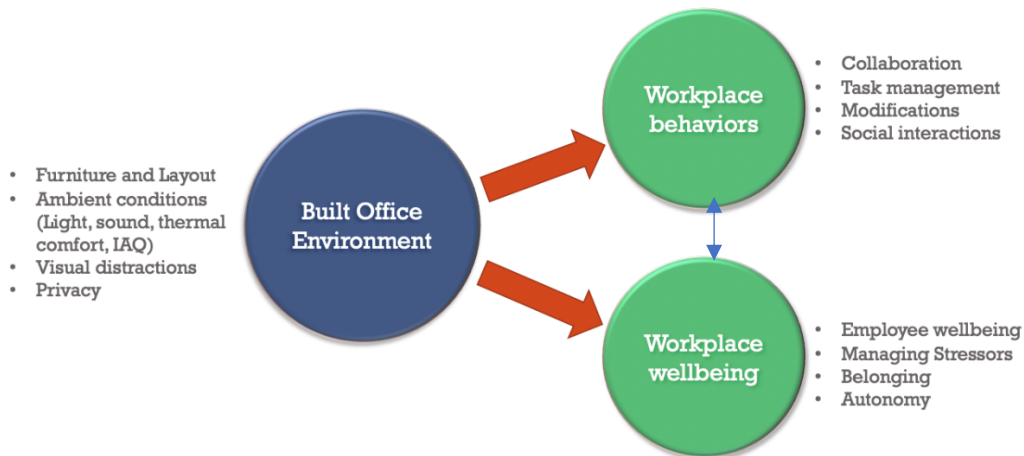 • Furniture and Layout
• Ambient conditions
(Light, sound, thermal
comfort, IAQ)
• Visual distractions
• Privacy
Built Office
Environment
Workplace
behaviors
• Collaboration
• Task management
• Modifications
• Social interactions
Workplace
wellbeing
• Employee wellbeing
• Managing Stressors
• Belonging
• Autonomy